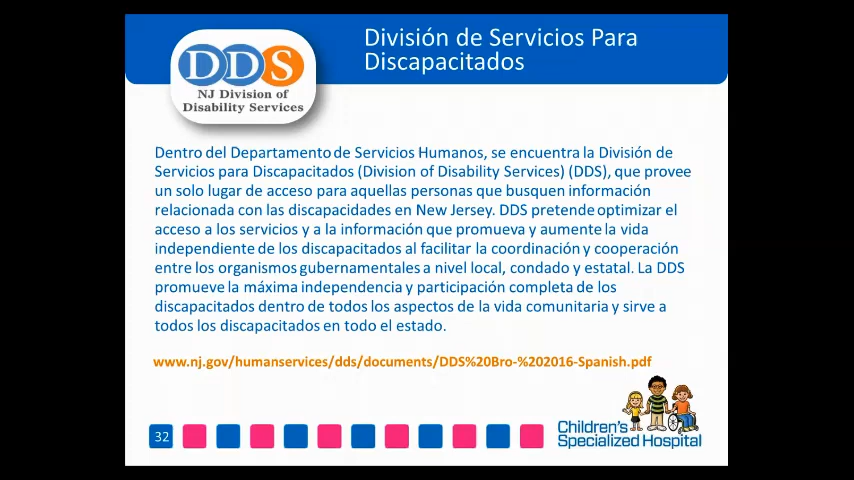 División de Servicios Para
Discapacitados
DDS
NJ Division of
Disability Services
Dentro del Departamento de Servicios Humanos, se encuentra la División de
Servicios para Discapacitados (Division of Disability Services) (DDS), que provee
un solo lugar de acceso para aquellas personas que busquen información
relacionada con las discapacidades en New Jersey. DDS pretende optimizar el
acceso a los servicios y a la información que promueva y aumente la vida
independiente de los discapacitados al facilitar la coordinación y cooperación
entre los organismos gubernamentales a nivel local, condado y estatal. La DDS
promueve la máxima independencia y participación completa de los
discapacitados dentro de todos los aspectos de la vida comunitaria y sirve a
todos los discapacitados en todo el estado.
www.nj.gov/humanservices/dds/documents/DDS%20Bro-%202016-Spanish.pdf
32
Children's
Specialized Hospital